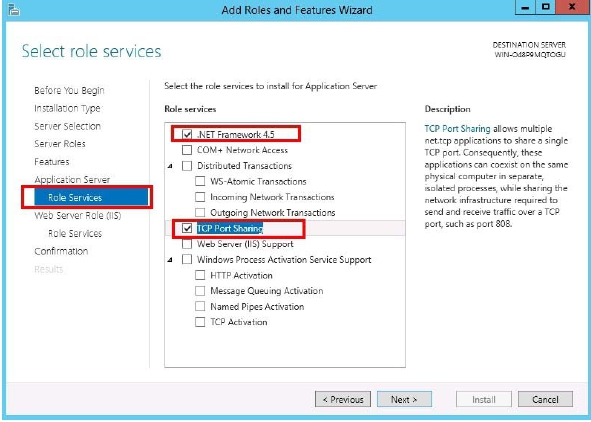 Add Roles and Features Wizard
Select role services
DESTINATION SERVER
WIN-O48P9MQTOGU
Before You Begin
Installation Type
Server Selection
Server Roles
Features
Application Server
Role Services
Web Server Role (IIS)
Role Services
Confirmation
Results
Select the role services to install for Application Server
Role services
.NET Framework 4.5
COM+ Network Access
Distributed Transactions
WS-Atomic Transactions
Incoming Network Transactions
Outgoing Network Transactions
TCP Port Sharing
Web Server (IIS) Support
Windows Process Activation Service Support
HTTP Activation
Message Queuing Activation
Named Pipes Activation
TCP Activation
Description
TCP Port Sharing allows multiple
net.tcp applications to share a single
TCP port. Consequently, these
applications can coexist on the same
physical computer in separate,
isolated processes, while sharing the
network infrastructure required to
send and receive traffic over a TCP
port, such as port 808.
< Previous
Next >
Install
Cancel